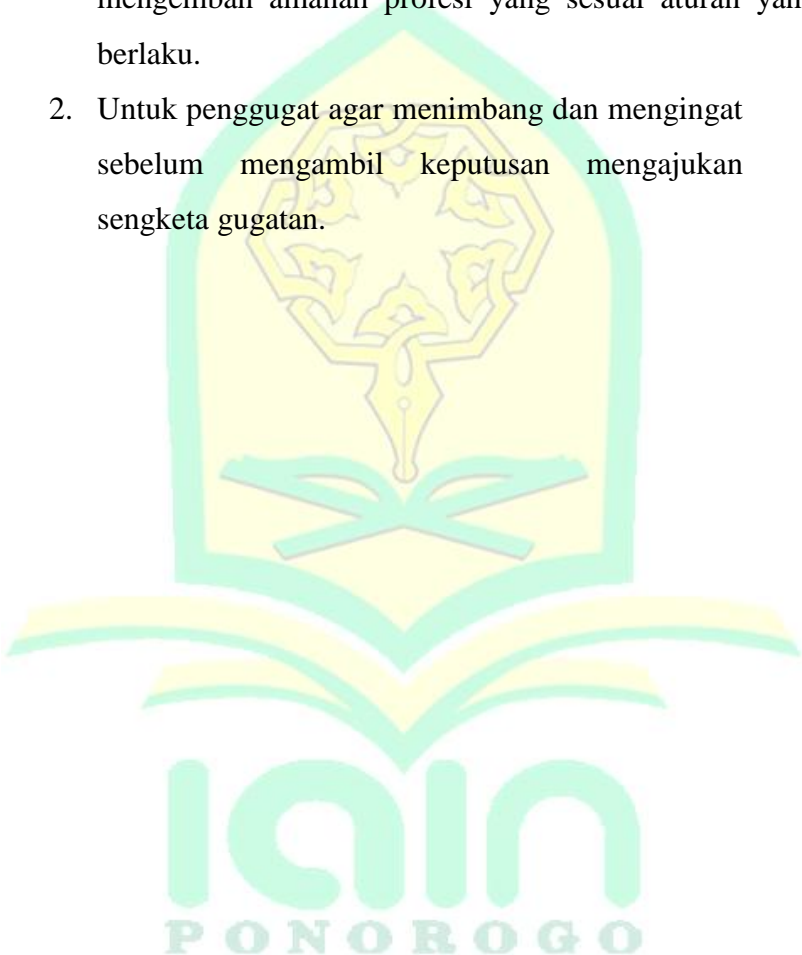 mengemban amanah profesi yang sesuai aturan yan
berlaku.
2. Untuk penggugat agar menimbang dan mengingat
sebelum mengambil keputusan mengajukan
sengketa gugatan.
iain
PONOROGO